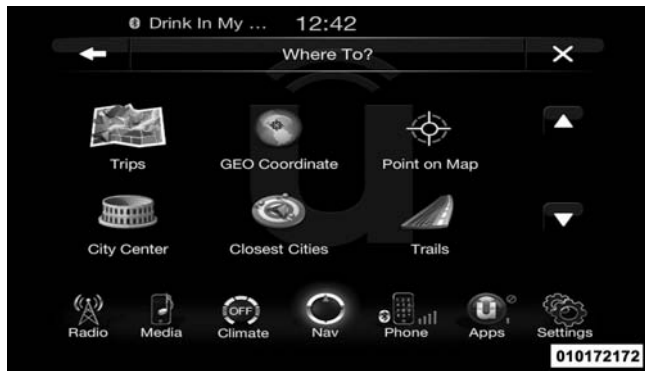 Drink In My ... 12:42
Where To?
Trips GEO Coordinate Point on Map
City Center Closest Cities Trails
OFF
Radio Media Climate Nav Phone Apps Settings
010172172